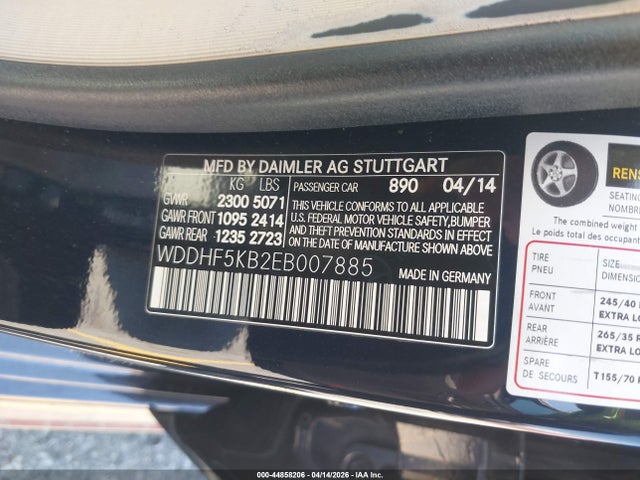 MFD BY DAIMLER AG STUTTGART
KG LBS
GVWR 2300 5071
GAWR FRONT 1095 2414
GAWR REAR 1235 2723
PASSENGER CAR 890 04/14
THIS VEHICLE CONFORMS TO ALL APPLICABLE
U.S. FEDERAL MOTOR VEHICLE SAFETY, BUMPER
AND THEFT PREVENTION STANDARDS
IN EFFECT ON THE DATE OF
MANUFACTURE SHOWN ABOVE.
WDDHF5KB2EB007885
MADE IN GERMANY
RENS
SEATING
NOMBRE
The combined weight
Le poids total des occupant
TIRE
PNEU
SIZE
DIMENS
FRONT
AVANT
245/40
EXTRA LO
REAR
ARRIÈRE
265/35 R
EXTRA LO
SPARE
DE SECOURS
T155/70
000-44858206 04/14/2026 IAA Inc.